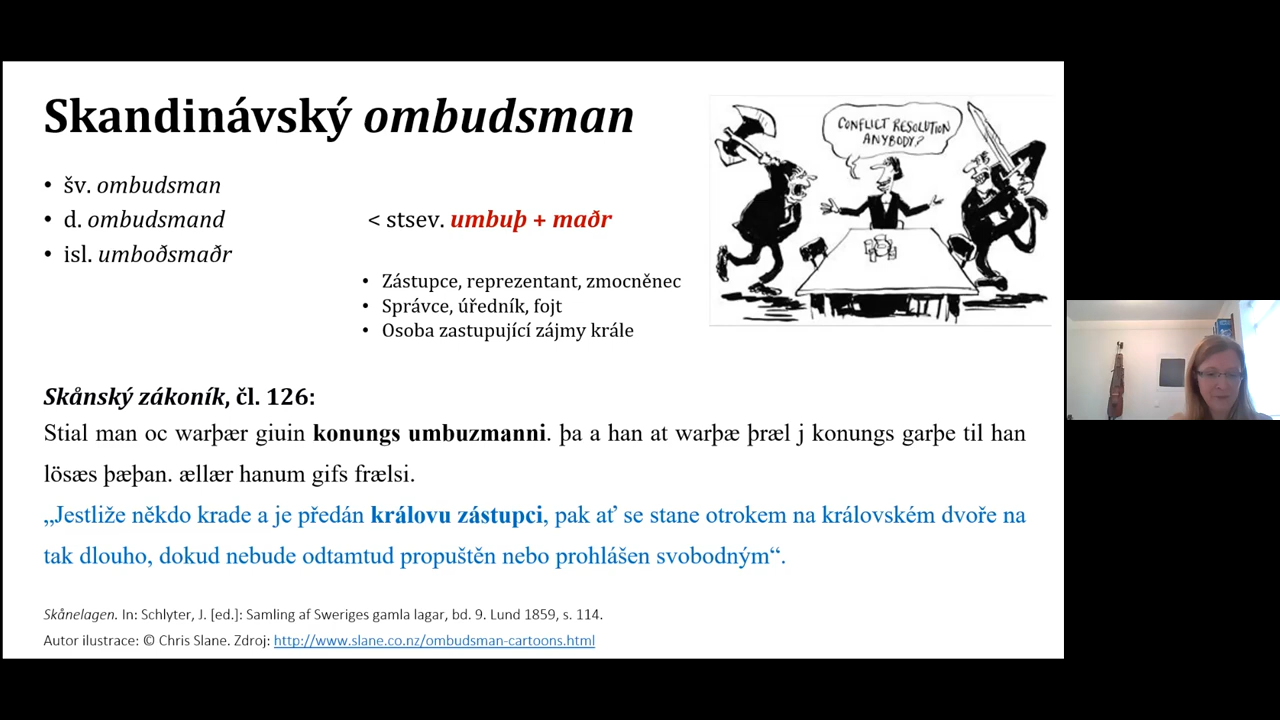 Skandinávský ombudsman
• šv. ombudsman
• d. ombudsmand
• isl. umboðsmaðr
< stsev. umbuþ + maðr
• Zástupce, reprezentant, zmocněnec
• Správce, úředník, fojt
• Osoba zastupující zájmy krále
CONFLICT RESOLUTION
ANYBODY?
Skånský zákoník, čl. 126:
Stial man oc warþær giuin konungs umbuzmanni. þa a han at warþæ þræl j konungs garþe til han
lösæs þæþan. ællær hanum gifs frælsi.
„Jestliže někdo krade a je předán královu zástupci, pak ať se stane otrokem na královském dvoře na
tak dlouho, dokud nebude odtamtud propuštěn nebo prohlášen svobodným“.
Skånelagen. In: Schlyter, J. [ed.]: Samling af Sweriges gamla lagar, bd. 9. Lund 1859, s. 114.
Autor ilustrace: © Chris Slane. Zdroj: http://www.slane.co.nz/ombudsman-cartoons.html